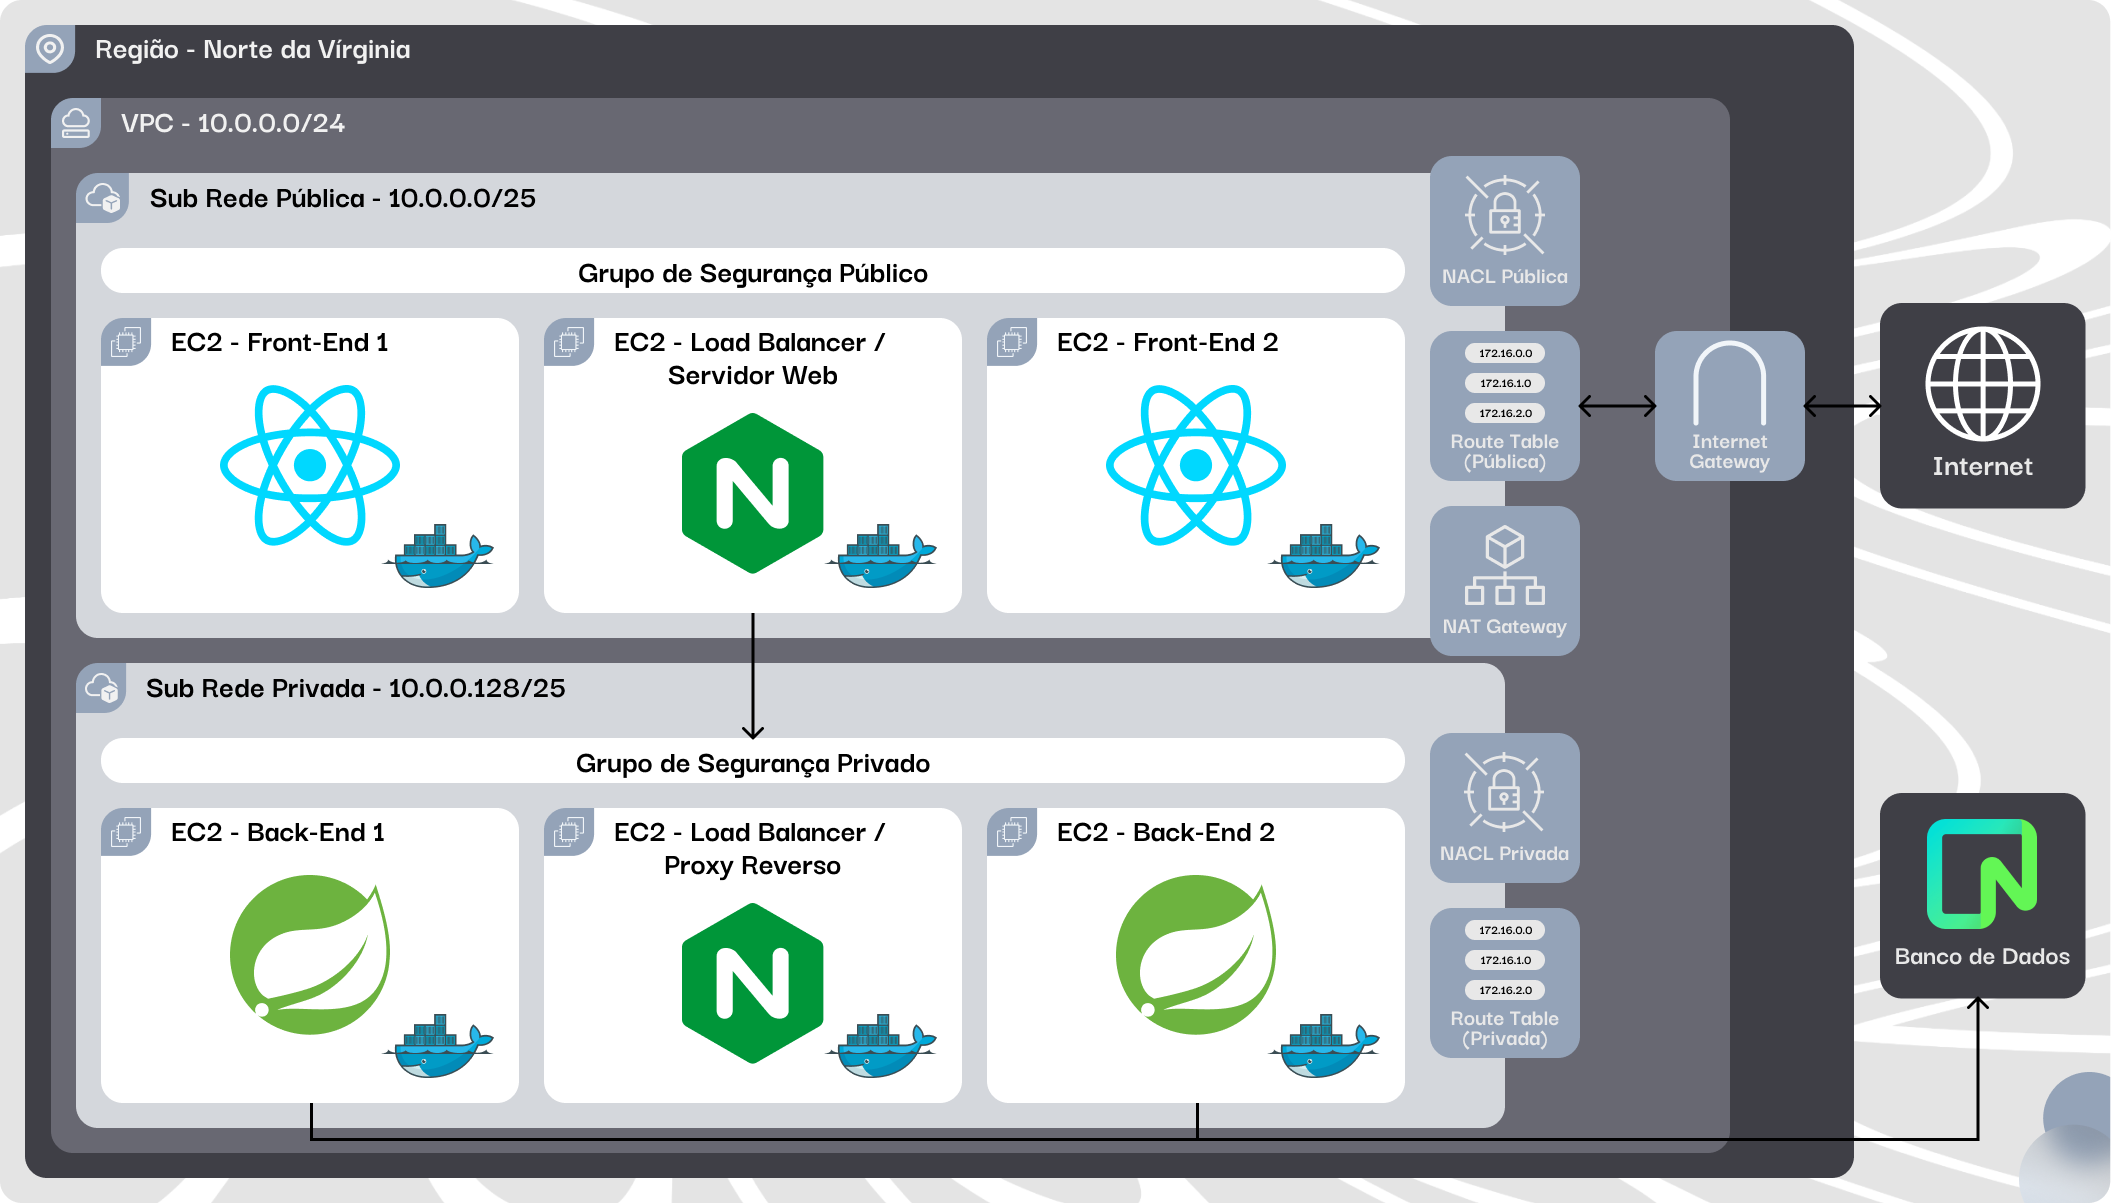 Região - Norte da Vírginia
VPC - 10.0.0.0/24
Sub Rede Pública - 10.0.0.0/25
Grupo de Segurança Público
EC2 - Front-End 1
EC2 - Load Balancer /
Servidor Web
EC2 - Front-End 2
NACL Pública
172.16.0.0
172.16.1.0
172.16.2.0
Route Table
(Pública)
Internet
Gateway
Internet
NAT Gateway
Sub Rede Privada - 10.0.0.128/25
Grupo de Segurança Privado
EC2 - Back-End 1
EC2 - Load Balancer /
Proxy Reverso
EC2 - Back-End 2
NACL Privada
172.16.0.0
172.16.1.0
172.16.2.0
Route Table
(Privada)
Banco de Dados